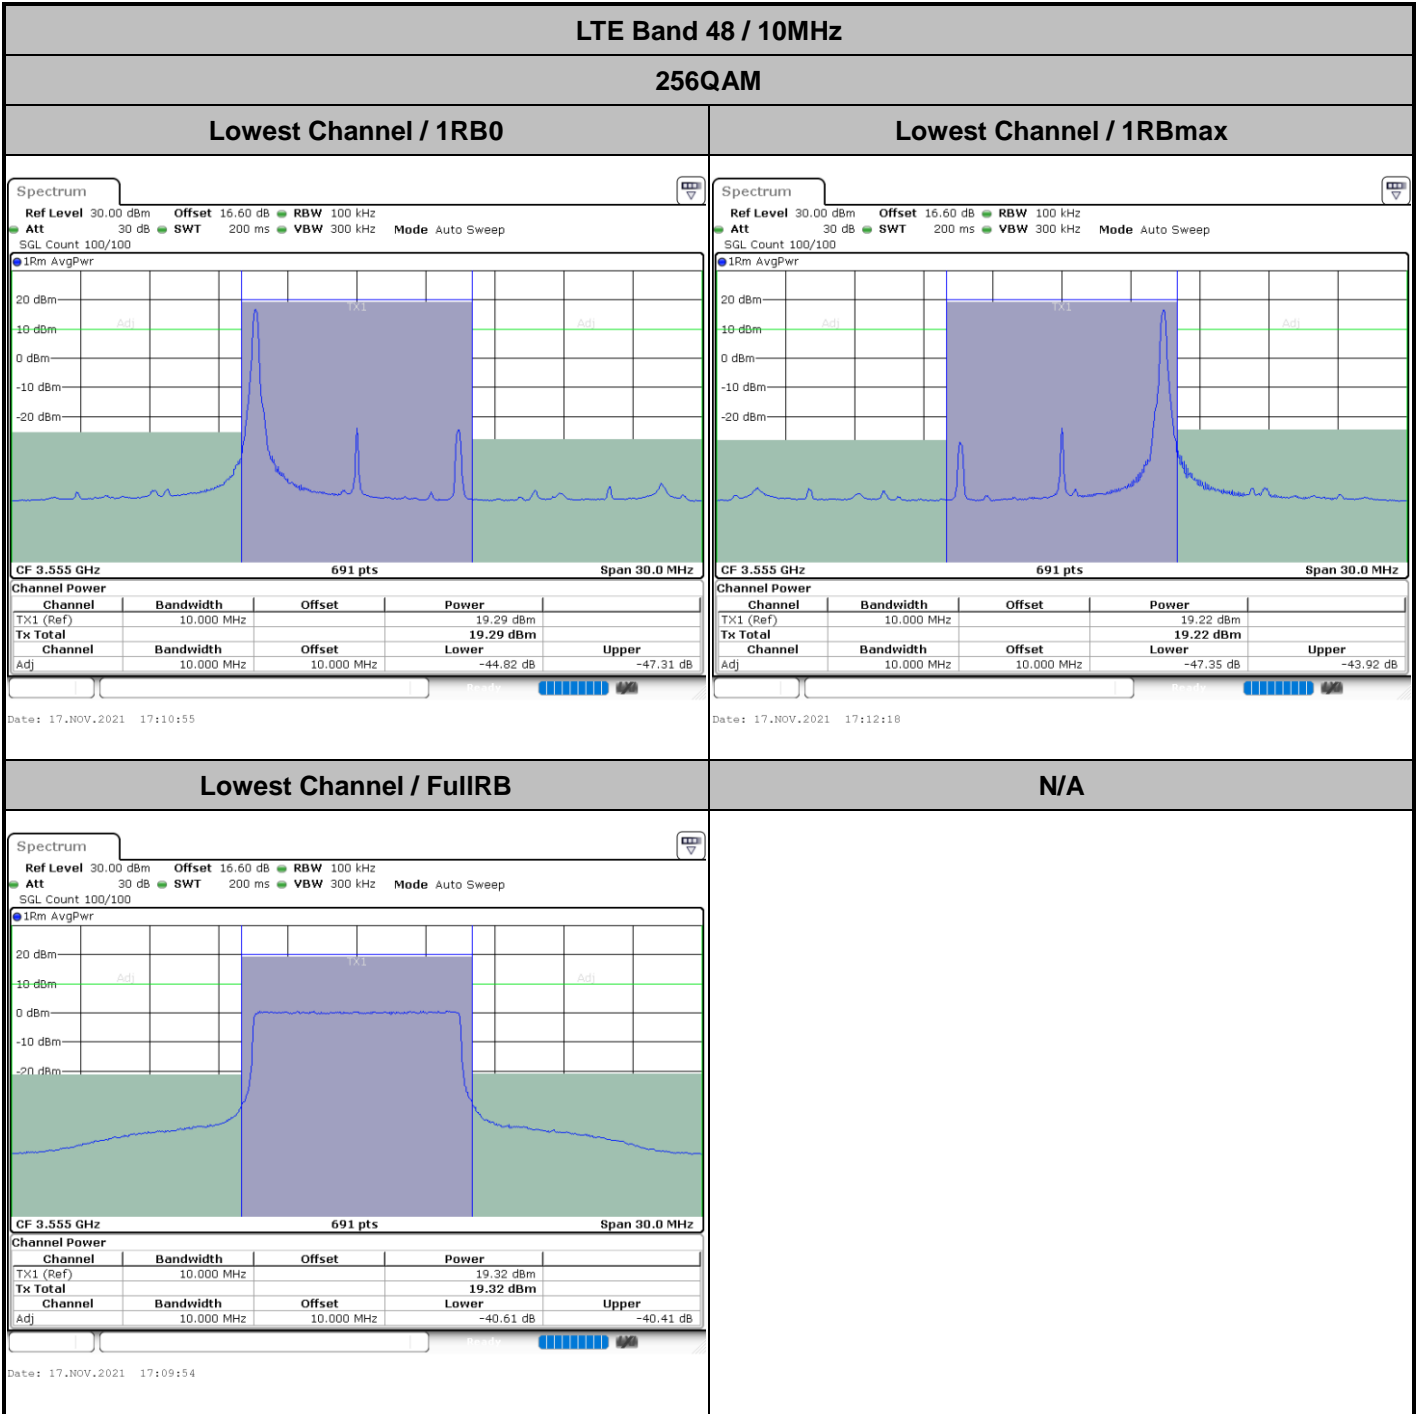 LTE Band 48 / 10MHz
256QAM
Lowest Channel / 1RB0
Lowest Channel / 1RBmax
Spectrum
Ref Level 30.00 dBm Offset 16.60 dB RBW 100 kHz
Att 30 dB SWT 200 ms VBW 300 kHz Mode Auto Sweep
SGL Count 100/100
1Rm AvgPwr
TX1
20 dBm
Adj
Adj
10 dBm
0 dBm
-10 dBm
-20 dBm
CF 3.555 GHz 691 pts Span 30.0 MHz
Channel Power
Channel Bandwidth Offset Power
TX1 (Ref) 10.000 MHz 19.29 dBm
Tx Total 19.29 dBm
Channel Bandwidth Offset Lower Upper
Adj 10.000 MHz 10.000 MHz -44.82 dB -47.31 dB
Ready
Date: 17.NOV.2021 17:10:55
Spectrum
Ref Level 30.00 dBm Offset 16.60 dB RBW 100 kHz
Att 30 dB SWT 200 ms VBW 300 kHz Mode Auto Sweep
SGL Count 100/100
1Rm AvgPwr
TX1
20 dBm
Adj
Adj
10 dBm
0 dBm
-10 dBm
-20 dBm
CF 3.555 GHz 691 pts Span 30.0 MHz
Channel Power
Channel Bandwidth Offset Power
TX1 (Ref) 10.000 MHz 19.22 dBm
Tx Total 19.22 dBm
Channel Bandwidth Offset Lower Upper
Adj 10.000 MHz 10.000 MHz -47.35 dB -43.92 dB
Ready
Date: 17.NOV.2021 17:12:18
Lowest Channel / FullRB
N/A
Spectrum
Ref Level 30.00 dBm Offset 16.60 dB RBW 100 kHz
Att 30 dB SWT 200 ms VBW 300 kHz Mode Auto Sweep
SGL Count 100/100
1Rm AvgPwr
20 dBm
TX1
Adj
Adj
10 dBm
0 dBm
-10 dBm
-20 dBm
CF 3.555 GHz 691 pts Span 30.0 MHz
Channel Power
Channel Bandwidth Offset Power
TX1 (Ref) 10.000 MHz 19.32 dBm
Tx Total 19.32 dBm
Channel Bandwidth Offset Lower Upper
Adj 10.000 MHz 10.000 MHz -40.61 dB -40.41 dB
Ready
Date: 17.NOV.2021 17:09:54